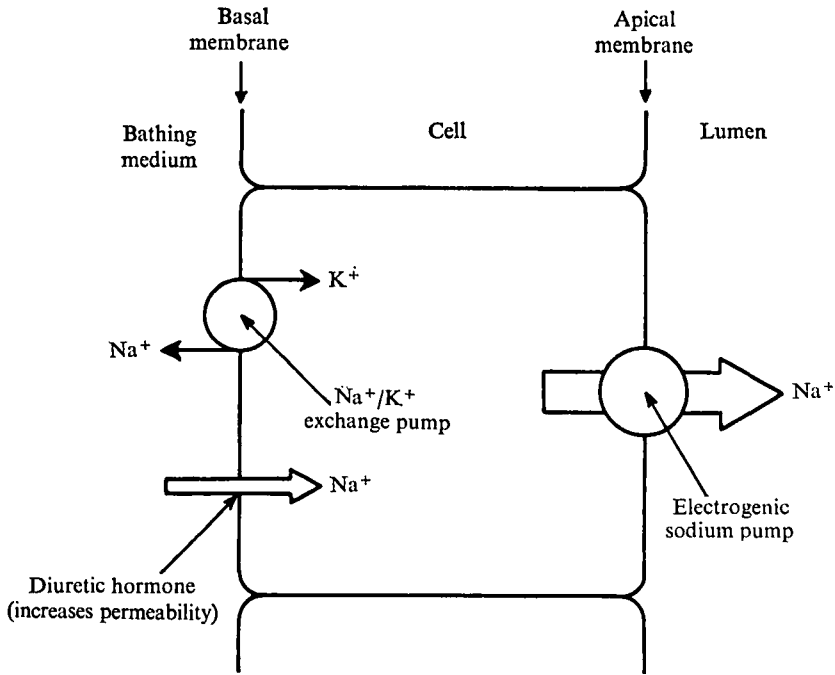 Basal
membrane
Apical
membrane
Bathing
medium
Cell
Lumen
K+
Na+
Na+/K+
exchange pump
Na+
Na+
Electrogenic
sodium pump
Diuretic hormone
(increases permeability)